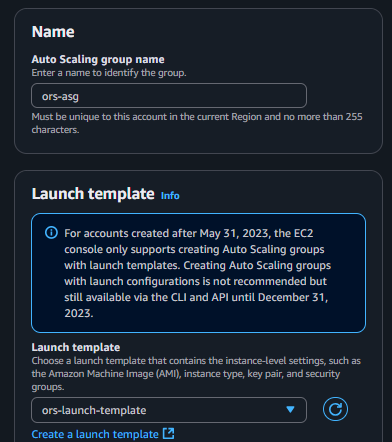 Name
Auto Scaling group name
Enter a name to identify the group.
ors-asg
Must be unique to this account in the current Region and no more than 255
characters.
Launch template Info
For accounts created after May 31, 2023, the EC2
console only supports creating Auto Scaling groups
with launch templates. Creating Auto Scaling groups
with launch configurations is not recommended but
still available via the CLI and API until December 31,
2023.
Launch template
Choose a launch template that contains the instance-level settings, such as
the Amazon Machine Image (AMI), instance type, key pair, and security
groups.
ors-launch-template
Create a launch template